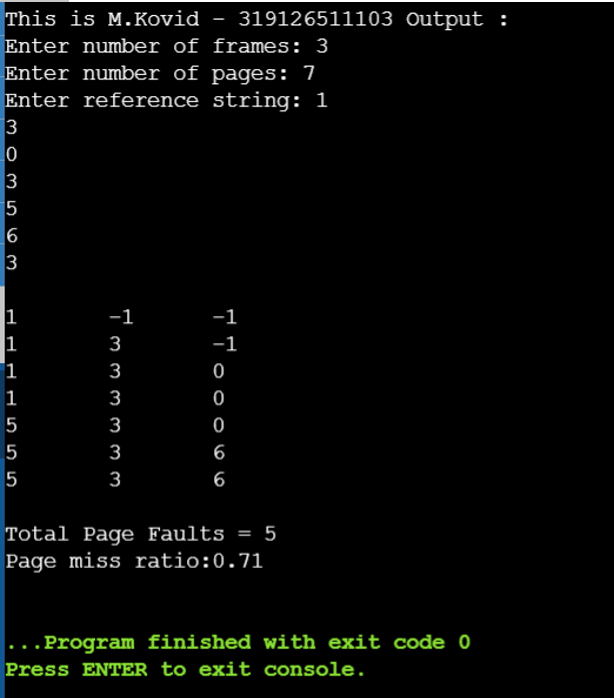 This is M.Kovid - 319126511103 Output :
Enter number of frames: 3
Enter number of pages: 7
Enter reference string: 1
3
0
3
5
6
3
1 -1 -1
1 3 -1
1 3 0
1 3 0
5 3 0
5 3 6
5 3 6
Total Page Faults = 5
Page miss ratio:0.71
...Program finished with exit code 0
Press ENTER to exit console.